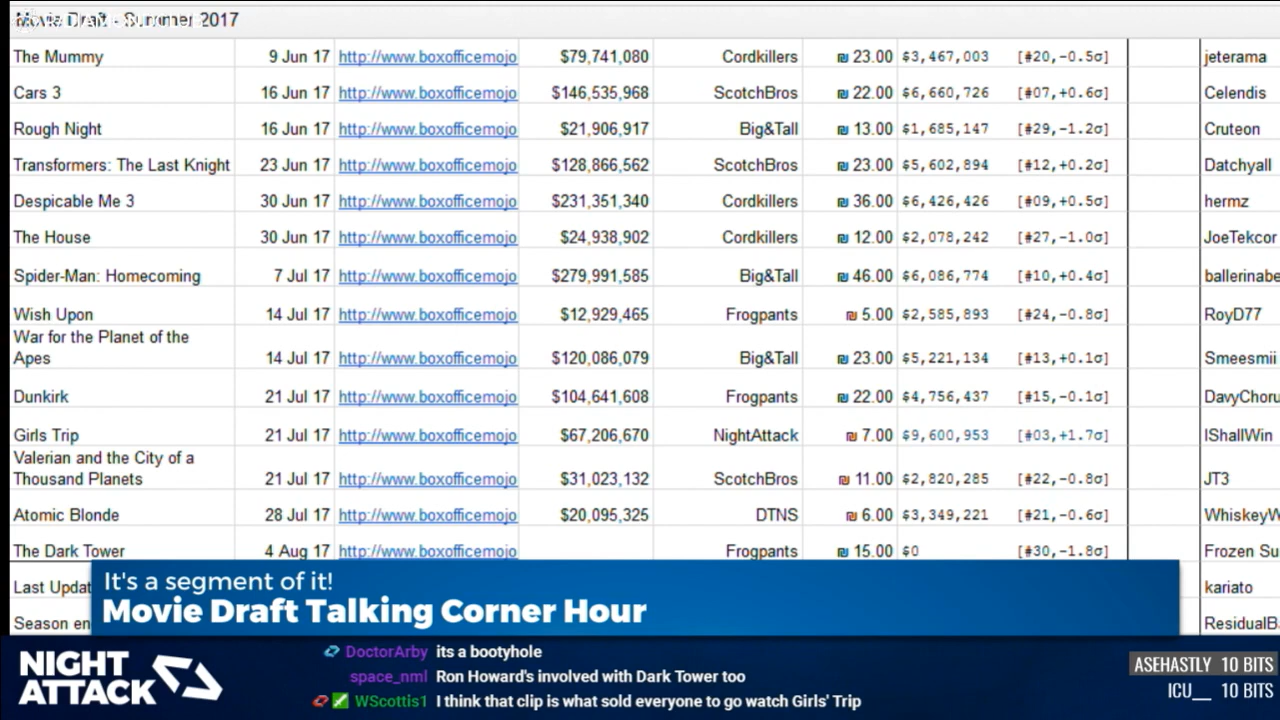 Movie Draft - Summer 2017
The Mummy 9 Jun 17 http://www.boxofficemojo $79,741,080 Cordkillers ₪ 23.00 $3,467,003 [#20,-0.5σ] jeterama
Cars 3 16 Jun 17 http://www.boxofficemojo $146,535,968 ScotchBros ₪ 22.00 $6,660,726 [#07,+0.6σ] Celendis
Rough Night 16 Jun 17 http://www.boxofficemojo $21,906,917 Big&Tall ₪ 13.00 $1,685,147 [#29,-1.2σ] Cruteon
Transformers: The Last Knight 23 Jun 17 http://www.boxofficemojo $128,866,562 ScotchBros ₪ 23.00 $5,602,894 [#12,+0.2σ] Datchyall
Despicable Me 3 30 Jun 17 http://www.boxofficemojo $231,351,340 Cordkillers ₪ 36.00 $6,426,426 [#09,+0.5σ] hermz
The House 30 Jun 17 http://www.boxofficemojo $24,938,902 Cordkillers ₪ 12.00 $2,078,242 [#27,-1.0σ] JoeTekcor
Spider-Man: Homecoming 7 Jul 17 http://www.boxofficemojo $279,991,585 Big&Tall ₪ 46.00 $6,086,774 [#10,+0.4σ] ballerinabe
Wish Upon 14 Jul 17 http://www.boxofficemojo $12,929,465 Frogpants ₪ 5.00 $2,585,893 [#24,-0.8σ] RoyD77
War for the Planet of the
Apes 14 Jul 17 http://www.boxofficemojo $120,086,079 Big&Tall ₪ 23.00 $5,221,134 [#13,+0.1σ] Smeesmii
Dunkirk 21 Jul 17 http://www.boxofficemojo $104,641,608 Frogpants ₪ 22.00 $4,756,437 [#15,-0.1σ] DavyChoru
Girls Trip 21 Jul 17 http://www.boxofficemojo $67,206,670 NightAttack ₪ 7.00 $9,600,953 [#03,+1.7σ] IShallWin
Valerian and the City of a
Thousand Planets 21 Jul 17 http://www.boxofficemojo $31,023,132 ScotchBros ₪ 11.00 $2,820,285 [#22,-0.8σ] JT3
Atomic Blonde 28 Jul 17 http://www.boxofficemojo $20,095,325 DTNS ₪ 6.00 $3,349,221 [#21,-0.6σ] WhiskeyW
The Dark Tower 4 Aug 17 http://www.boxofficemojo Frogpants ₪ 15.00 $0 [#30,-1.8σ] Frozen Su
Last Updat kariato
Season en ResidualB
It's a segment of it!
Movie Draft Talking Corner Hour
NIGHT
ATTACK
DoctorArby its a bootyhole
space_nml Ron Howard's involved with Dark Tower too
WScottis1 I think that clip is what sold everyone to go watch Girls' Trip
ASEHASTLY 10 BITS
ICU__ 10 BITS